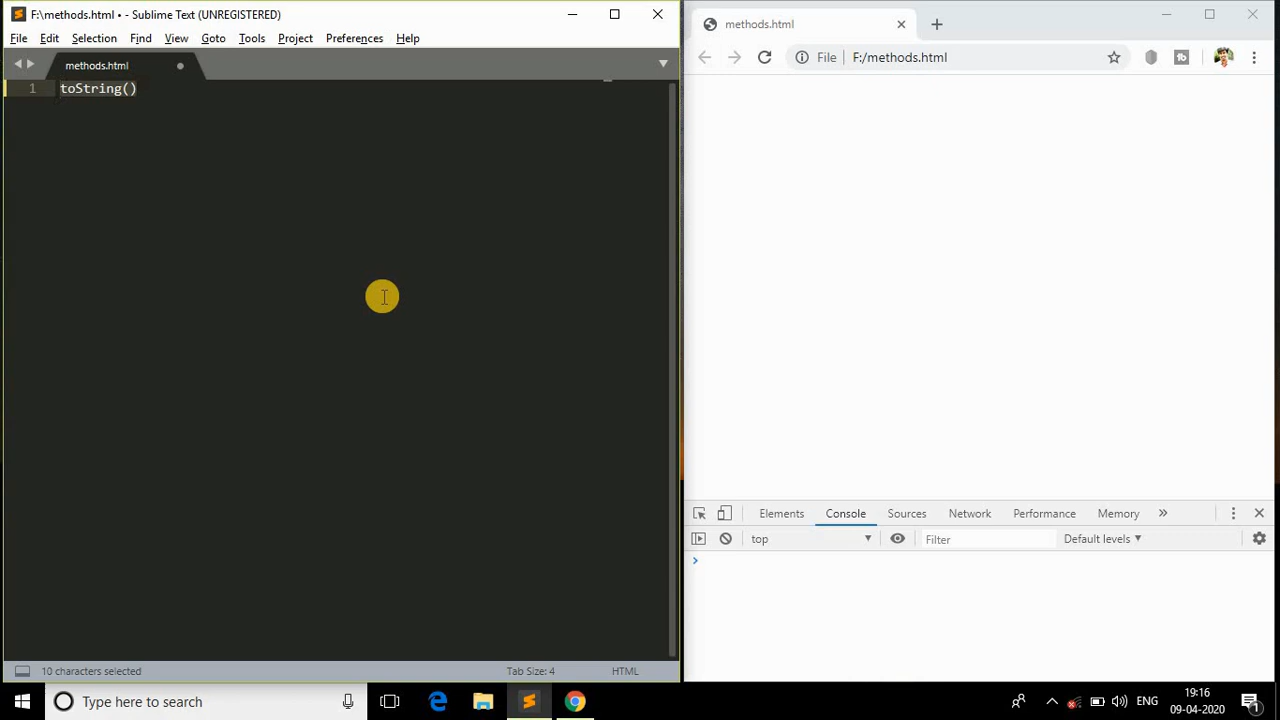 F:\methods.html • - Sublime Text (UNREGISTERED)
File Edit Selection Find View Goto Tools Project Preferences Help
methods.html
1 toString()
10 characters selected
Tab Size: 4
HTML
methods.html
File F:/methods.html
Elements Console Sources Network Performance Memory »
top Filter Default levels
Type here to search
ENG
19:16
09-04-2020
1